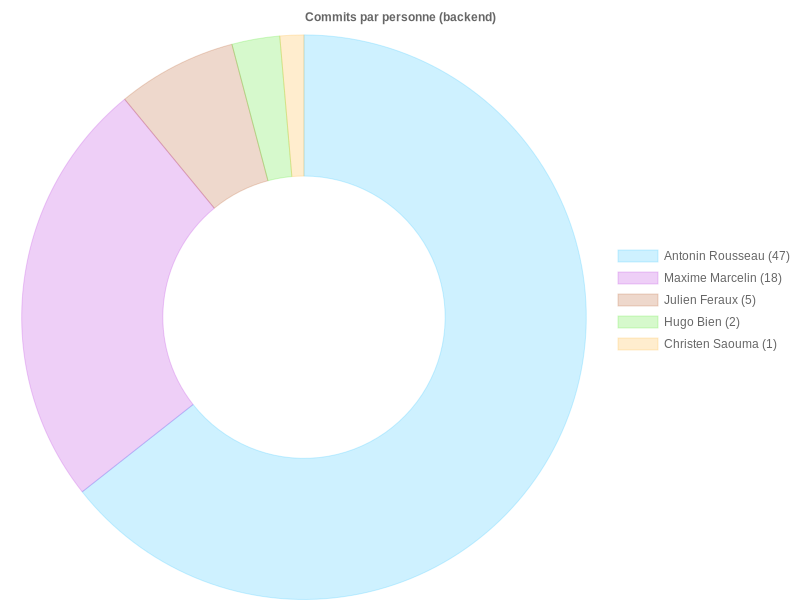 Commits par personne (backend)
Antonin Rousseau (47)
Maxime Marcelin (18)
Julien Feraux (5)
Hugo Bien (2)
Christen Saouma (1)